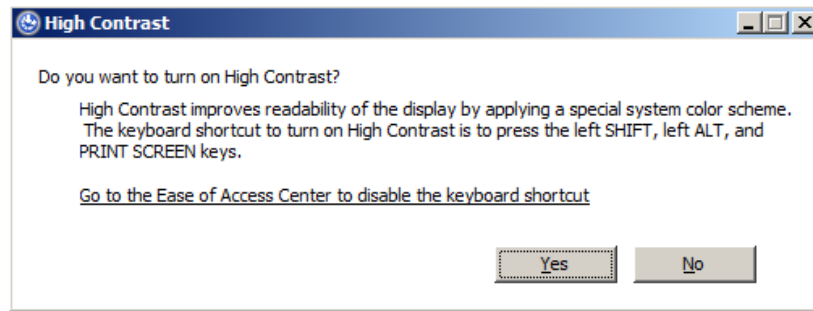 High Contrast
Do you want to turn on High Contrast?
High Contrast improves readability of the display by applying a special system color scheme.
The keyboard shortcut to turn on High Contrast is to press the left SHIFT, left ALT, and
PRINT SCREEN keys.
Go to the Ease of Access Center to disable the keyboard shortcut
Yes No